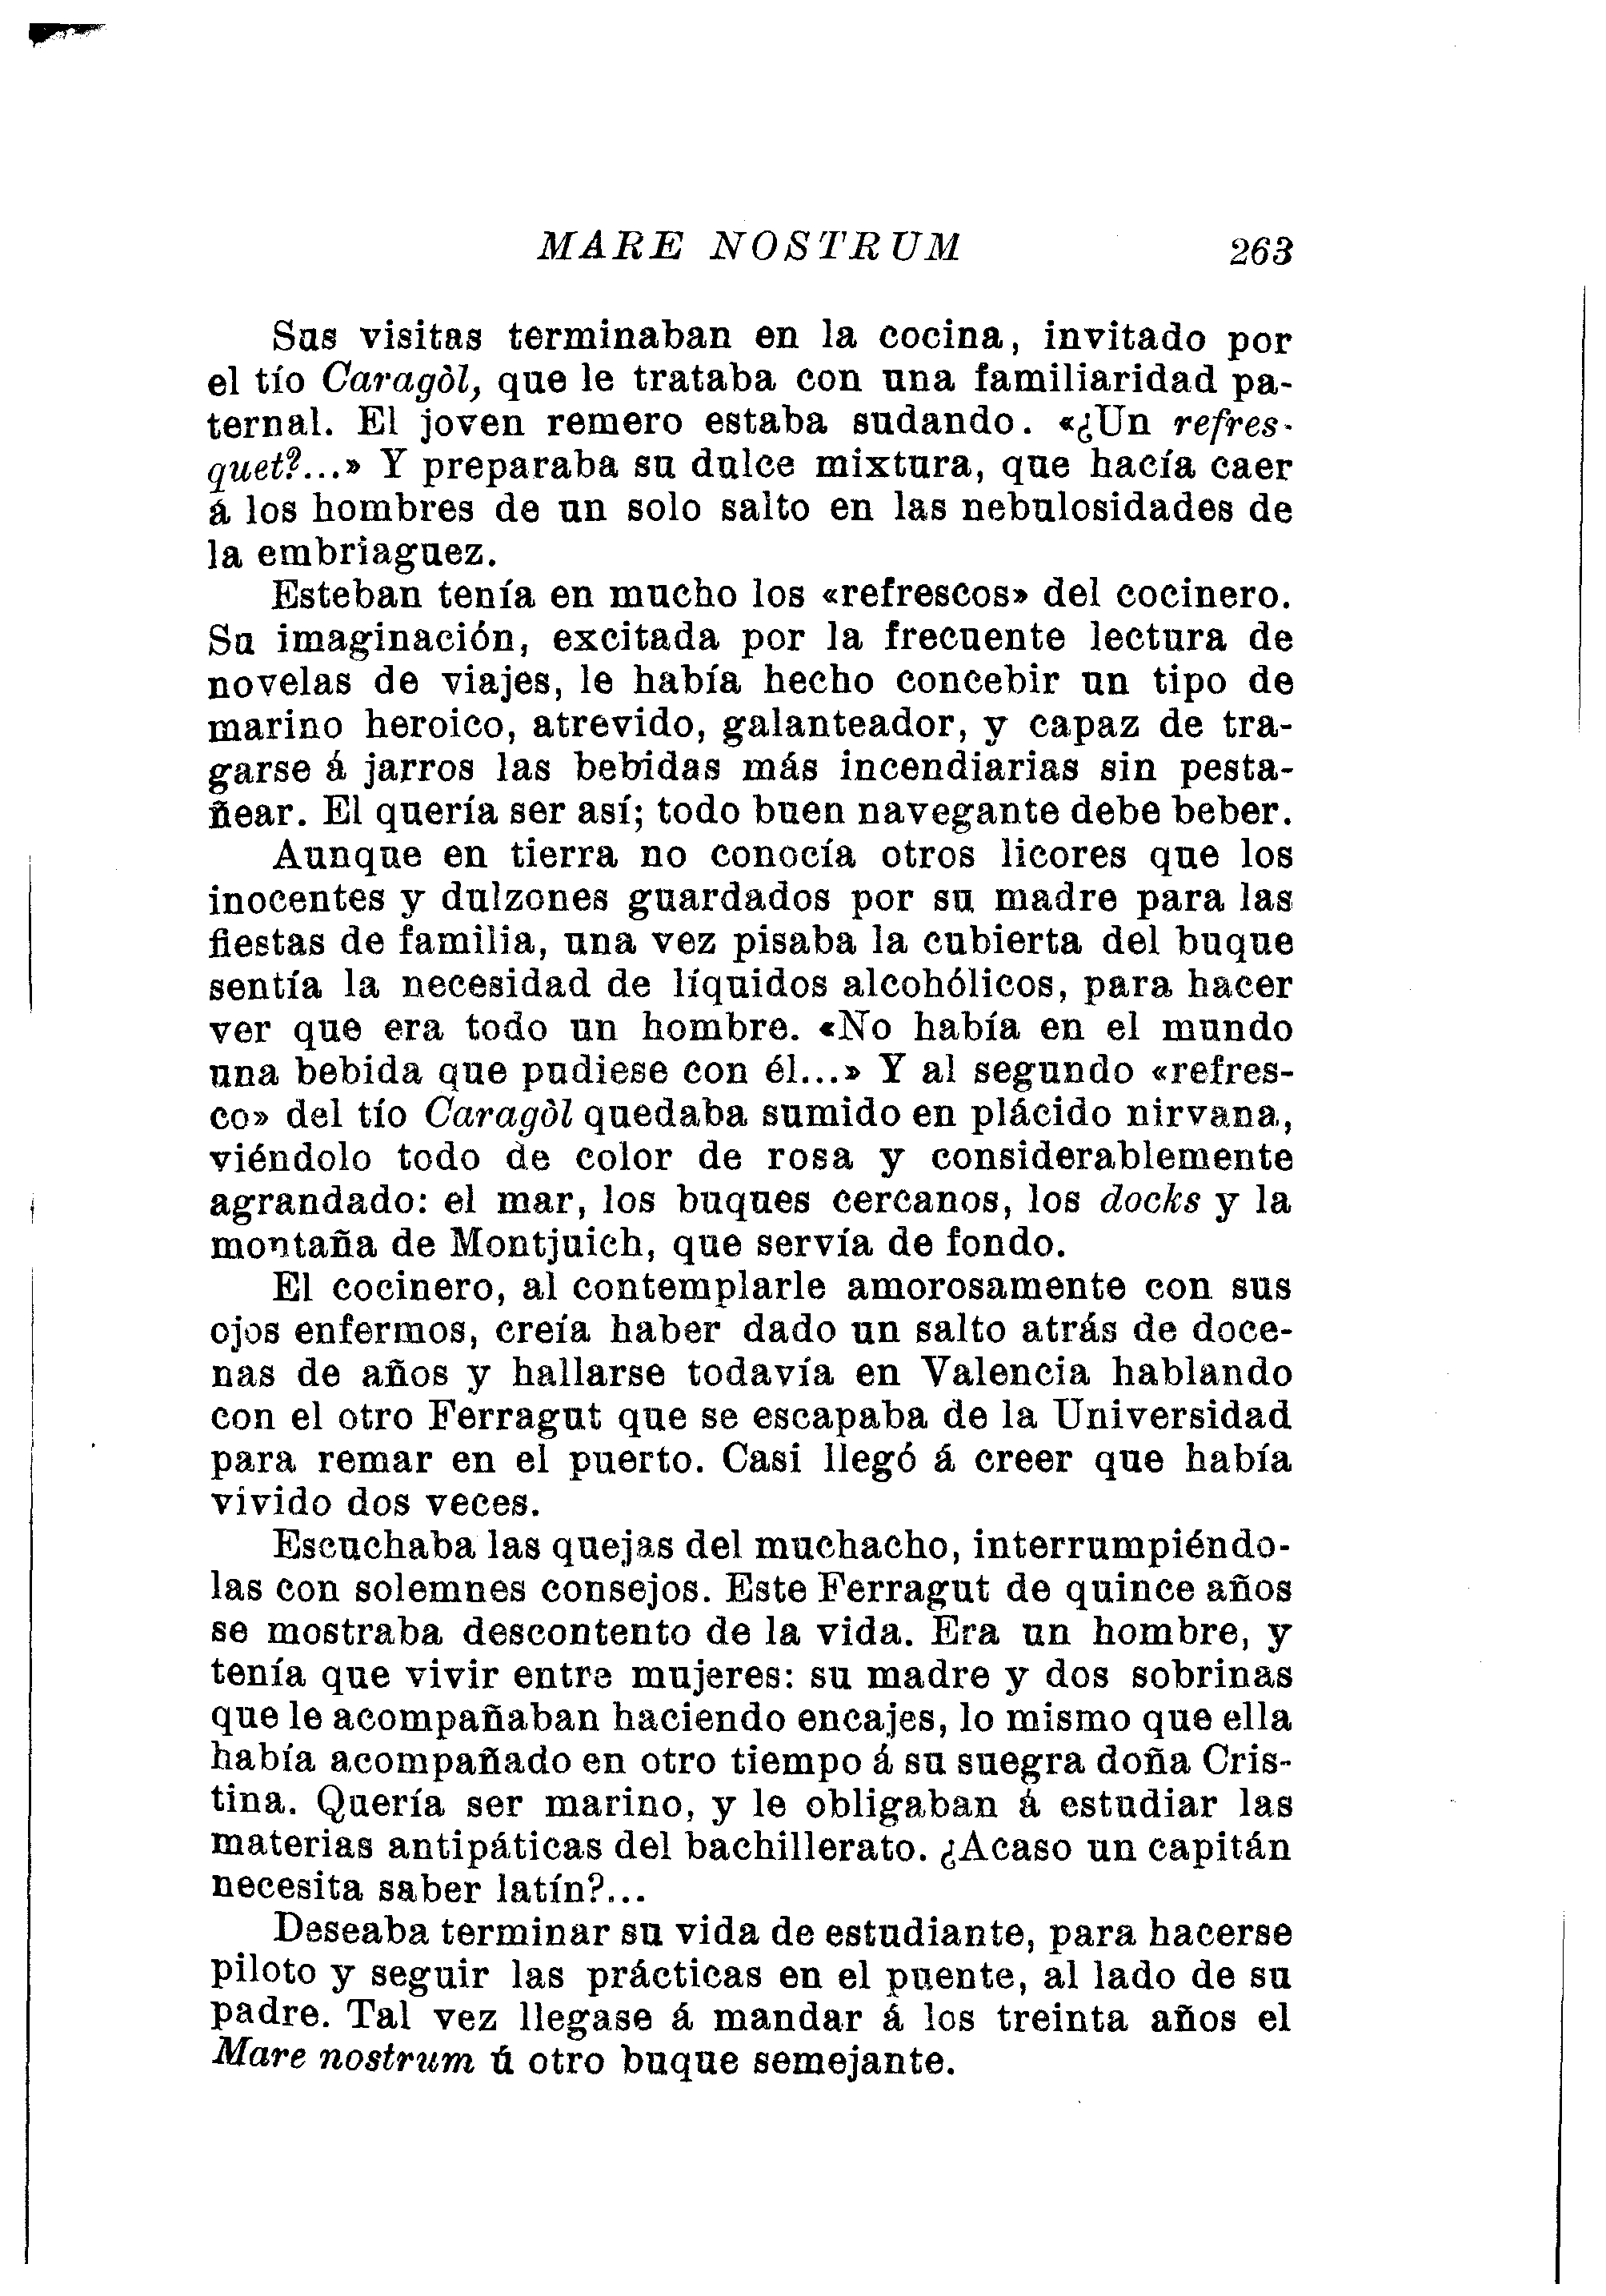 MARE NOSTRUM 263
Sus visitas terminaban en la cocina, invitado por
el tío Caragòl, que le trataba con una familiaridad pa-
ternal. El joven remero estaba sudando. «¿Un refres-
quet?...» Y preparaba su dulce mixtura, que hacía caer
á los hombres de un solo salto en las nebulosidades de
la embriaguez.
Esteban tenía en mucho los «refrescos» del cocinero.
Su imaginación, excitada por la frecuente lectura de
novelas de viajes, le había hecho concebir un tipo de
marino heroico, atrevido, galanteador, y capaz de tra-
garse á jarros las bebidas más incendiarias sin pesta-
ñear. El quería ser así; todo buen navegante debe beber.
Aunque en tierra no conocía otros licores que los
inocentes y dulzones guardados por su madre para las
fiestas de familia, una vez pisaba la cubierta del buque
sentía la necesidad de líquidos alcohólicos, para hacer
ver que era todo un hombre. «No había en el mundo
una bebida que pudiese con él...» Y al segundo «refres-
co» del tío Caragòl quedaba sumido en plácido nirvana,
viéndolo todo de color de rosa y considerablemente
agrandado: el mar, los buques cercanos, los docks y la
montaña de Montjuich, que servía de fondo.
El cocinero, al contemplarle amorosamente con sus
ojos enfermos, creía haber dado un salto atrás de doce-
nas de años y hallarse todavía en Valencia hablando
con el otro Ferragut que se escapaba de la Universidad
para remar en el puerto. Casi llegó á creer que había
vivido dos veces.
Escuchaba las quejas del muchacho, interrumpiéndo-
las con solemnes consejos. Este Ferragut de quince años
se mostraba descontento de la vida. Era un hombre, y
tenía que vivir entre mujeres: su madre y dos sobrinas
que le acompañaban haciendo encajes, lo mismo que ella
había acompañado en otro tiempo á su suegra doña Cris-
tina. Quería ser marino, y le obligaban á estudiar las
materias antipáticas del bachillerato. ¿Acaso un capitán
necesita saber latín?...
Deseaba terminar su vida de estudiante, para hacerse
piloto y seguir las prácticas en el puente, al lado de su
padre. Tal vez llegase á mandar á los treinta años el
Mare nostrum ú otro buque semejante.